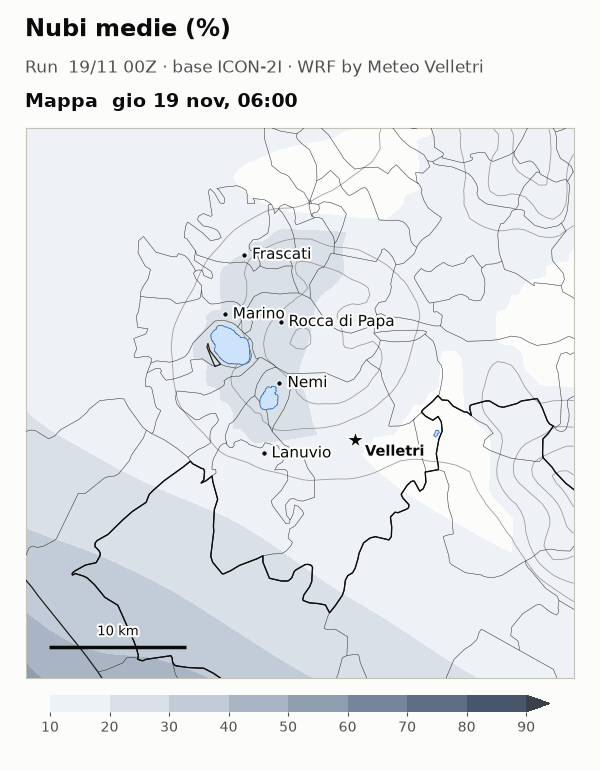 Nubi medie (%)
Run  19/11 00Z · base ICON-2I · WRF by Meteo Velletri
Mappa  gio 19 nov, 06:00
Frascati
Marino
Rocca di Papa
Nemi
Velletri
Lanuvio
10 km
10 20 30 40 50 60 70 80 90